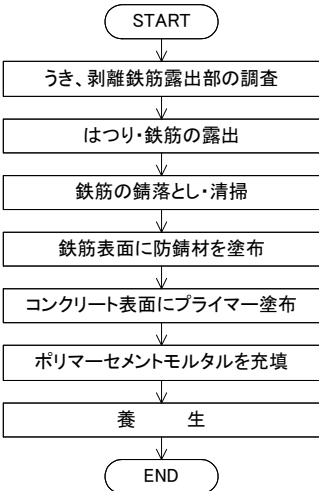 START
うき、剥離鉄筋露出部の調査
はつり・鉄筋の露出
鉄筋の錆落とし・清掃
鉄筋表面に防錆材を塗布
コンクリート表面にプライマー塗布
ポリマーセメントモルタルを充填
養　　生
END